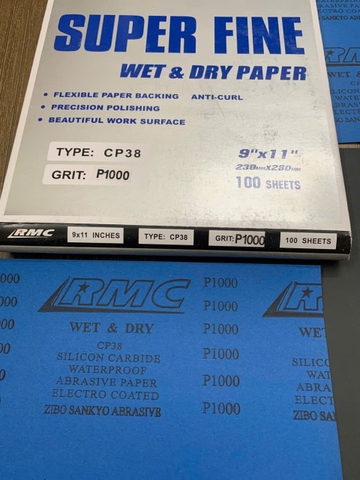 SUPER FINE
WET & DRY PAPER
• FLEXIBLE PAPER BACKING ANTI-CURL
• PRECISION POLISHING
• BEAUTIFUL WORK SURFACE
TYPE: CP38
GRIT: P1000
9"x11"
230mmX280mm
100 SHEETS
RMC
9x11 INCHES
TYPE: CP38
GRIT: P1000
100 SHEETS
RMC
WET & DRY
CP38
SILICON CARBIDE
WATERPROOF
ABRASIVE PAPER
ELECTRO COATED
ZIBO SANKYO ABRASIVE
P1000
P1000
P1000
P1000
P1000
P1000